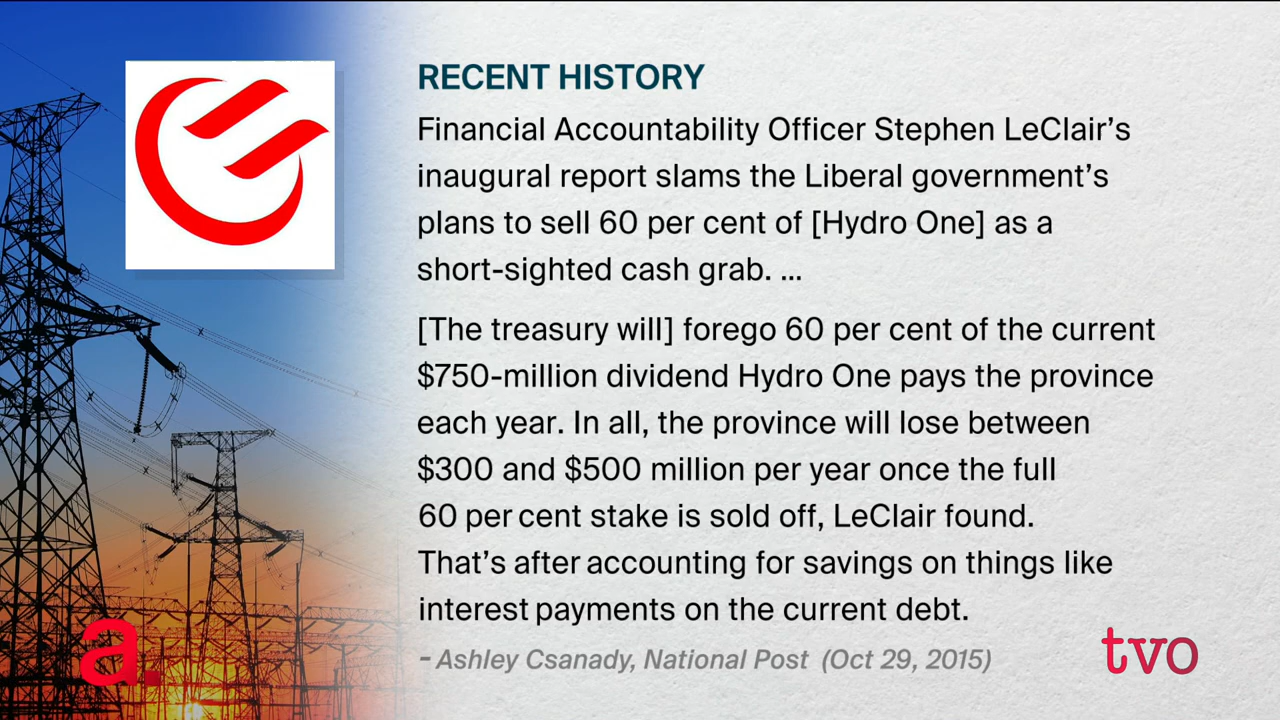 RECENT HISTORY
Financial Accountability Officer Stephen LeClair’s
inaugural report slams the Liberal government’s
plans to sell 60 per cent of [Hydro One] as a
short-sighted cash grab. ...
[The treasury will] forego 60 per cent of the current
$750-million dividend Hydro One pays the province
each year. In all, the province will lose between
$300 and $500 million per year once the full
60 per cent stake is sold off, LeClair found.
That’s after accounting for savings on things like
interest payments on the current debt.
- Ashley Csanady, National Post (Oct 29, 2015)
a.
tvo